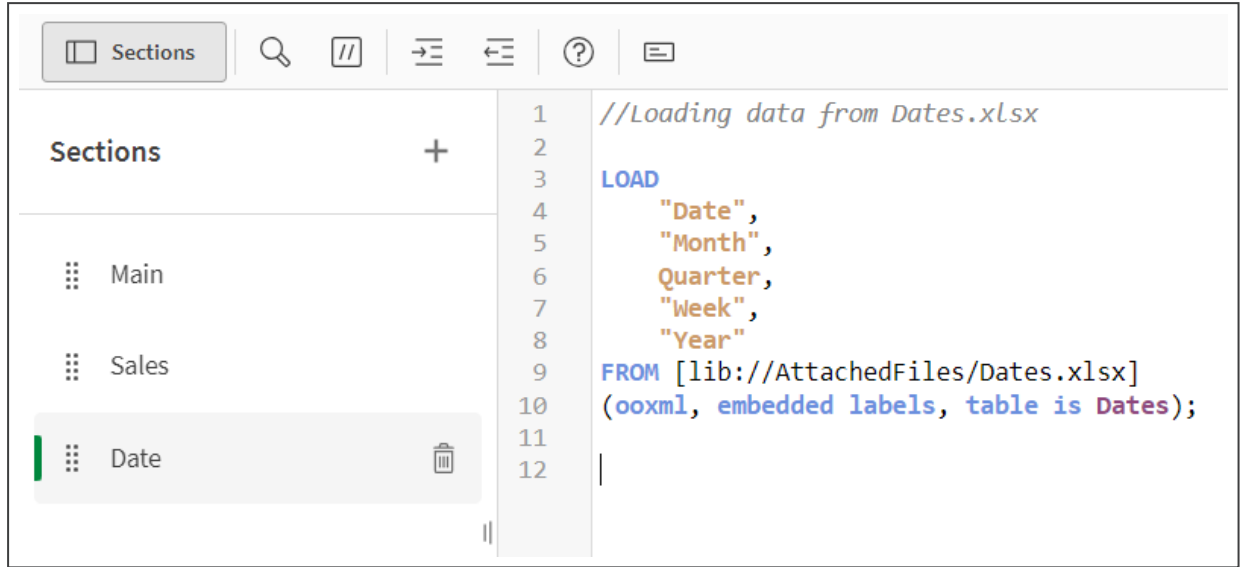 Sections
Sections
Main
Sales
Date
1 //Loading data from Dates.xlsx
2
3 LOAD
4 "Date",
5 "Month",
6 Quarter,
7 "Week",
8 "Year"
9 FROM [lib://AttachedFiles/Dates.xlsx]
10 (ooxml, embedded labels, table is Dates);
11
12